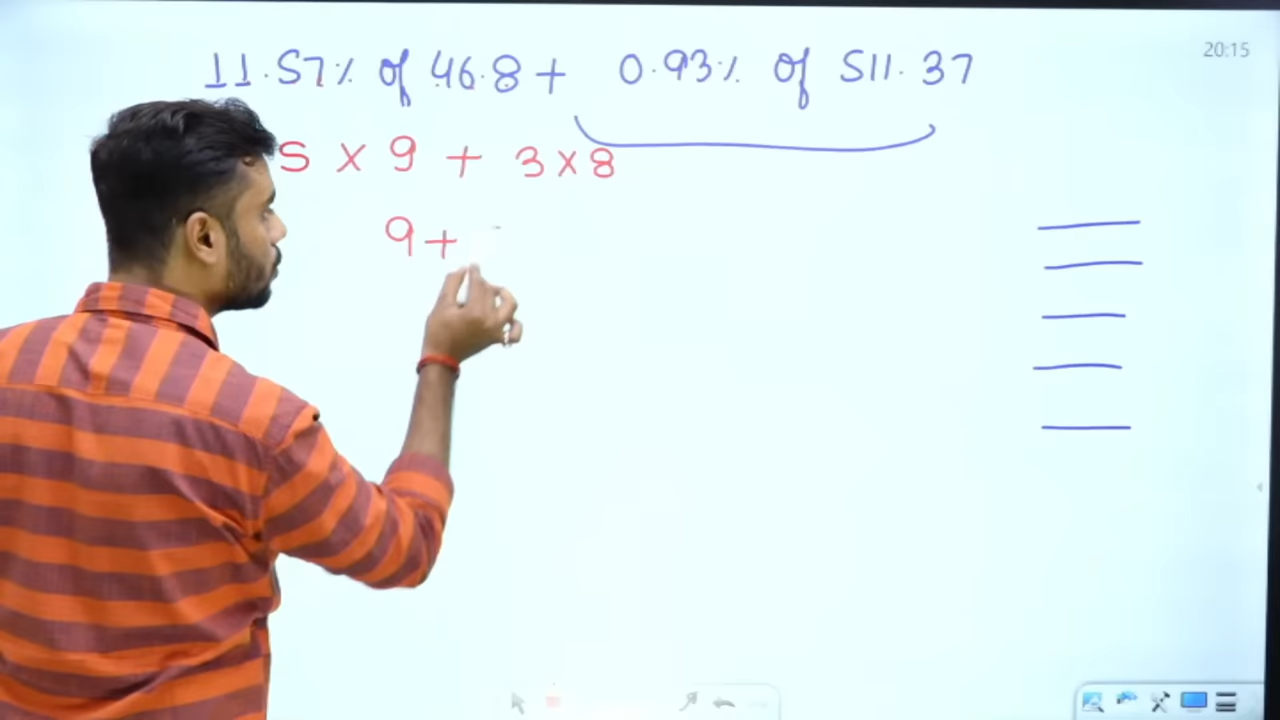 20:15
11.57% of 46.8 + 0.93% of 511.37
5 × 9 + 3 × 8
9 +